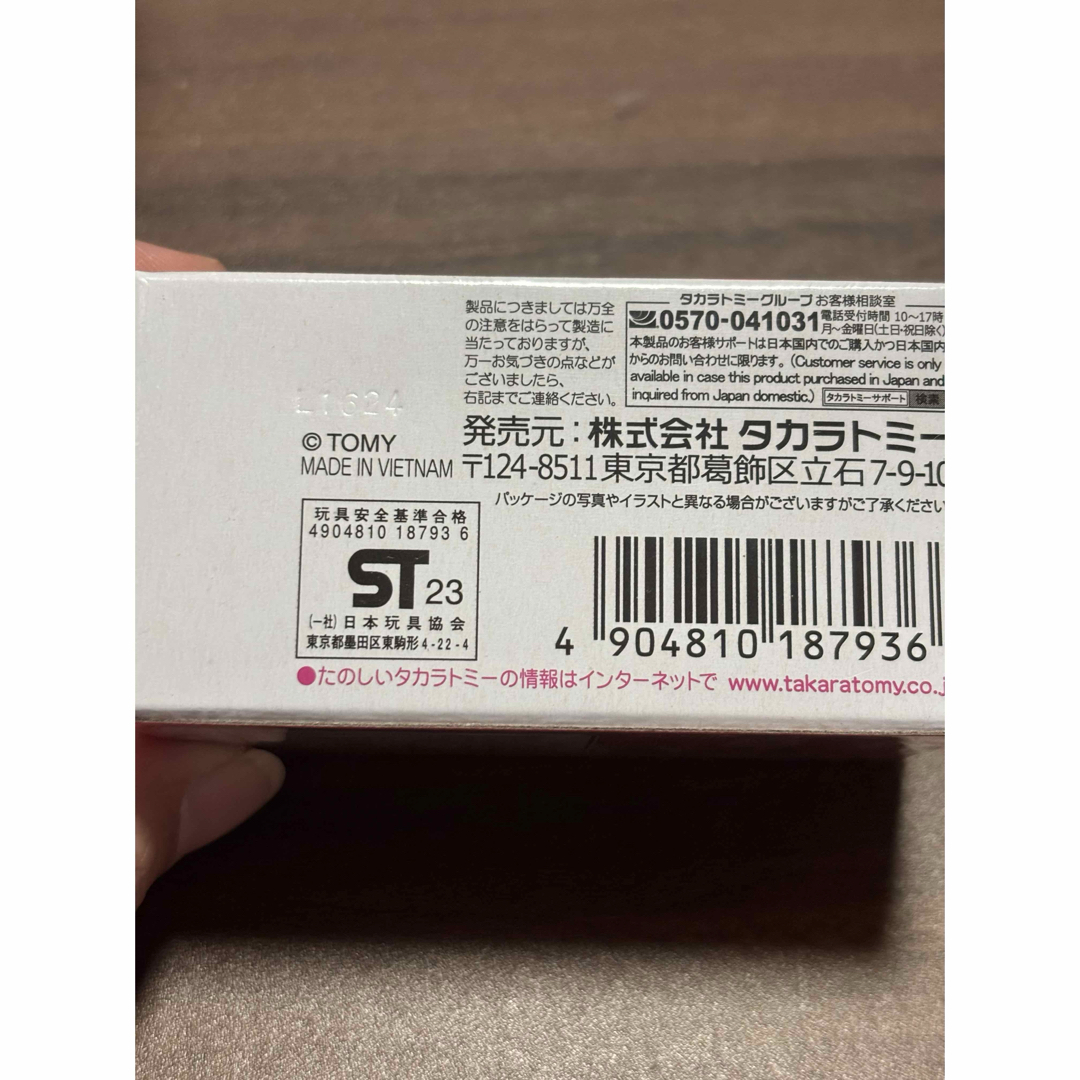 製品につきましては万全
の注意をはらって製造に
当たっておりますが、
万一お気づきの点などが
ございましたら、
右記までご連絡ください。
タカラトミーグループ お客様相談室
0570-041031
電話受付時間 10〜17時
月〜金曜日(土日・祝日除く)
本製品のお客様サポートは日本国内でのご購入かつ日本国内
からのお問い合わせに限ります。(Customer service is only
available in case this product purchased in Japan and
inquired from Japan domestic.) タカラトミーサポート 検索
L1624
© TOMY
MADE IN VIETNAM
発売元：株式会社 タカラトミー
〒124-8511 東京都葛飾区立石7-9-10
パッケージの写真やイラストと異なる場合がございますがご了承ください
玩具安全基準合格
4904810 18793 6
ST 23
(一社)日本玩具協会
東京都墨田区東駒形 4-22-4
4 904810 187936
●たのしいタカラトミーの情報はインターネットで www.takaratomy.co.j